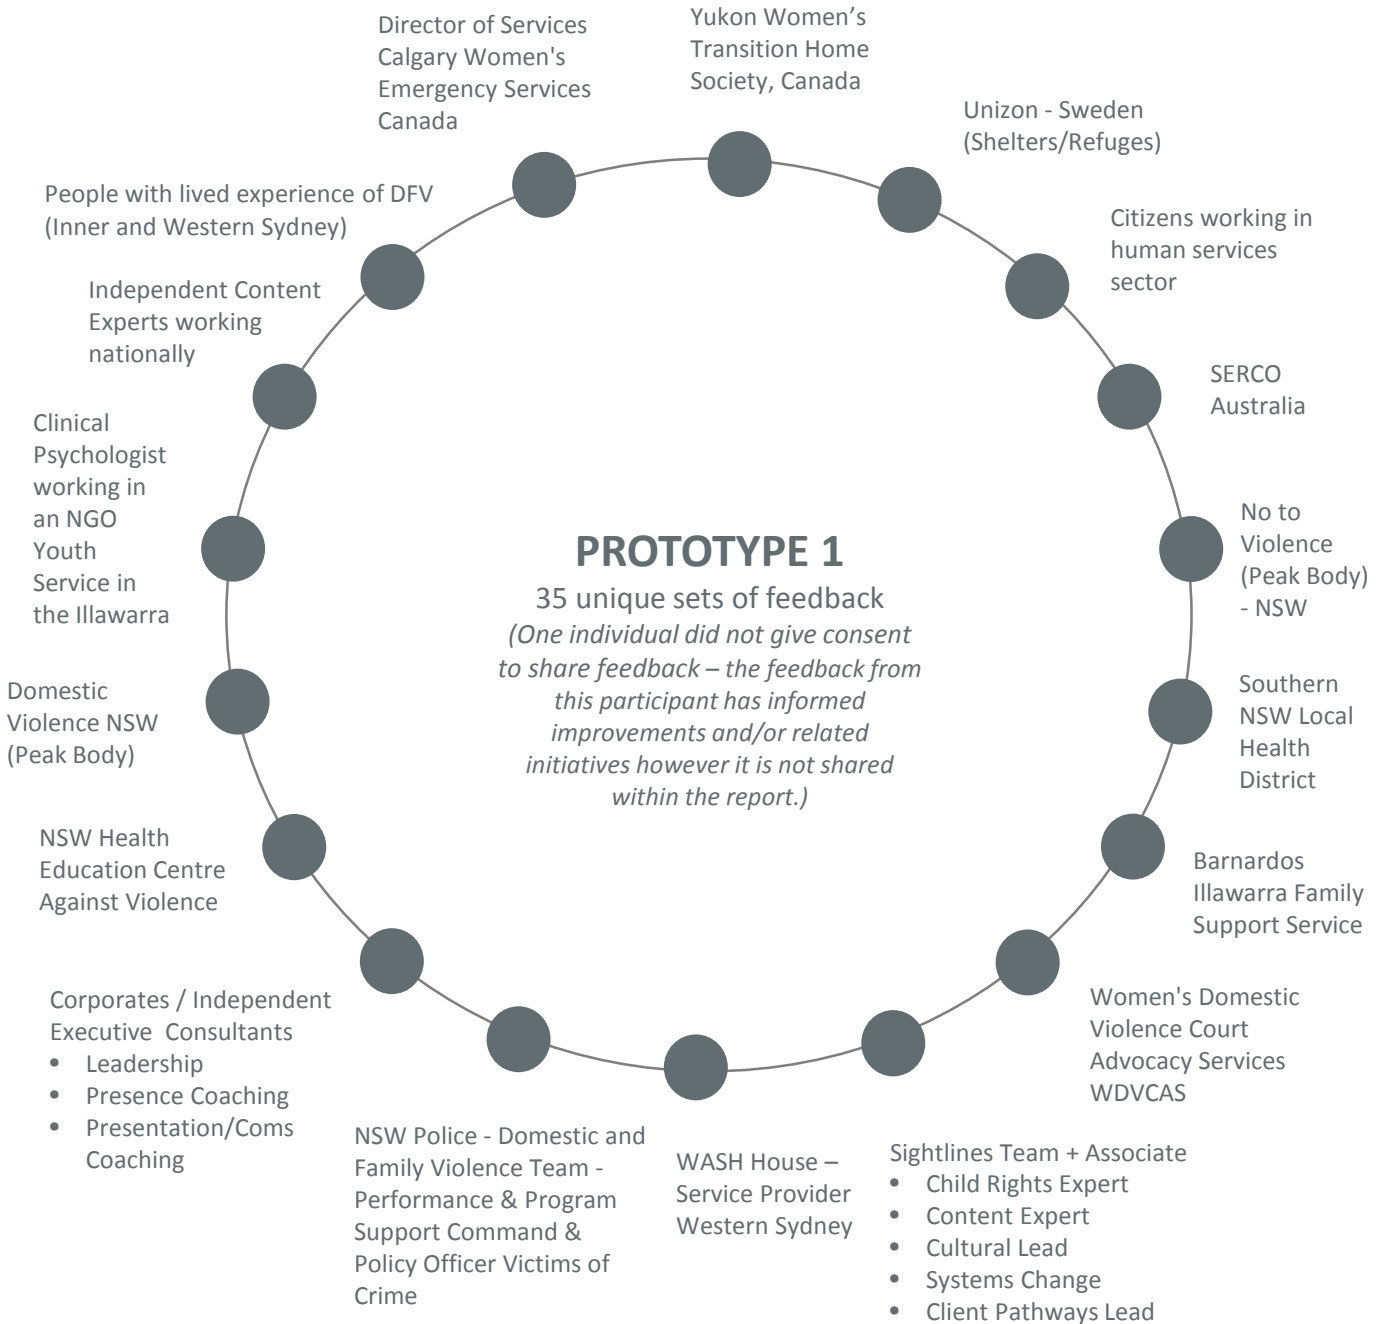 Director of Services
Calgary Women's
Emergency Services
Canada
Yukon Women’s
Transition Home
Society, Canada
Unizon - Sweden
(Shelters/Refuges)
Citizens working in
human services
sector
SERCO
Australia
No to
Violence
(Peak Body)
- NSW
Southern
NSW Local
Health
District
Barnardos
Illawarra Family
Support Service
Women's Domestic
Violence Court
Advocacy Services
WDVCAS
Sightlines Team + Associate
• Child Rights Expert
• Content Expert
• Cultural Lead
• Systems Change
• Client Pathways Lead
WASH House –
Service Provider
Western Sydney
NSW Police - Domestic and
Family Violence Team -
Performance & Program
Support Command &
Policy Officer Victims of
Crime
Corporates / Independent
Executive Consultants
• Leadership
• Presence Coaching
• Presentation/Coms
Coaching
NSW Health
Education Centre
Against Violence
Domestic
Violence NSW
(Peak Body)
Clinical
Psychologist
working in
an NGO
Youth
Service in
the Illawarra
Independent Content
Experts working
nationally
People with lived experience of DFV
(Inner and Western Sydney)
PROTOTYPE 1
35 unique sets of feedback
(One individual did not give consent
to share feedback – the feedback from
this participant has informed
improvements and/or related
initiatives however it is not shared
within the report.)